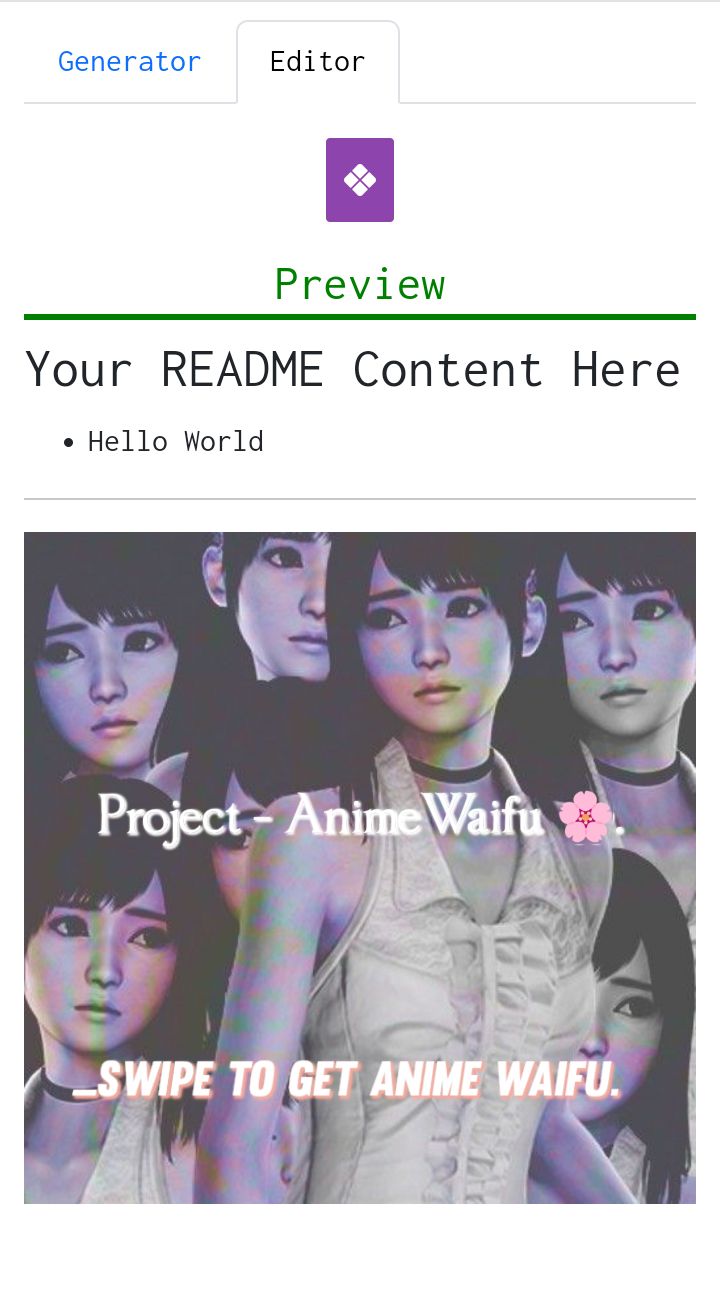 Generator
Editor
Preview
Your README Content Here
Hello World
Project - AnimeWaifu 🌸.
_SWIPE TO GET ANIME WAIFU.